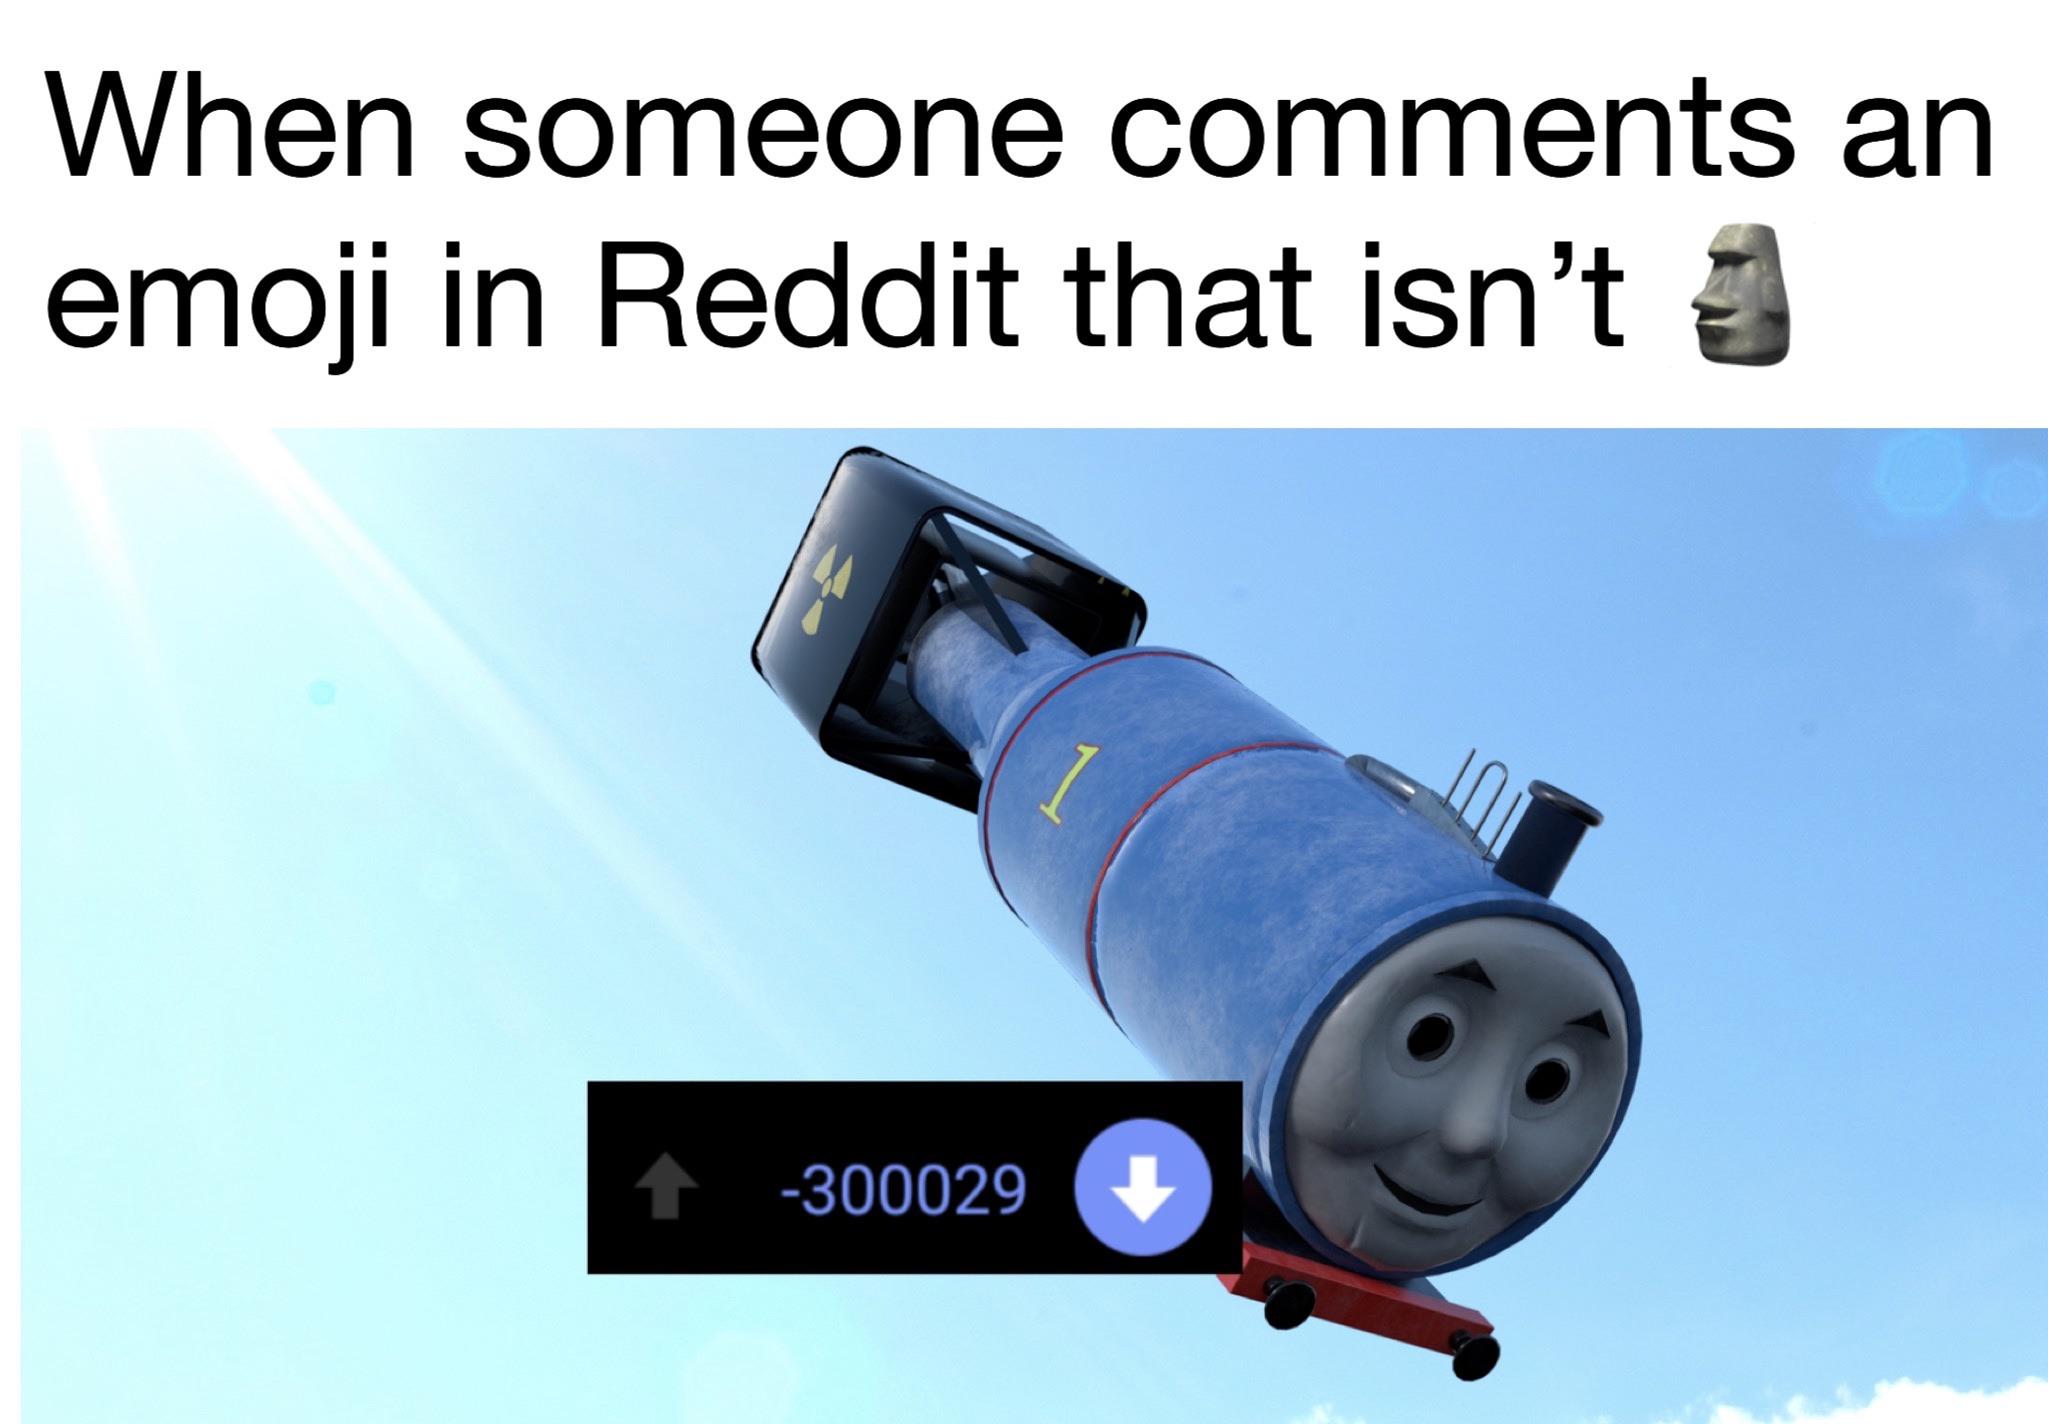 When someone comments an
emoji in Reddit that isn’t 🗿
1
-300029